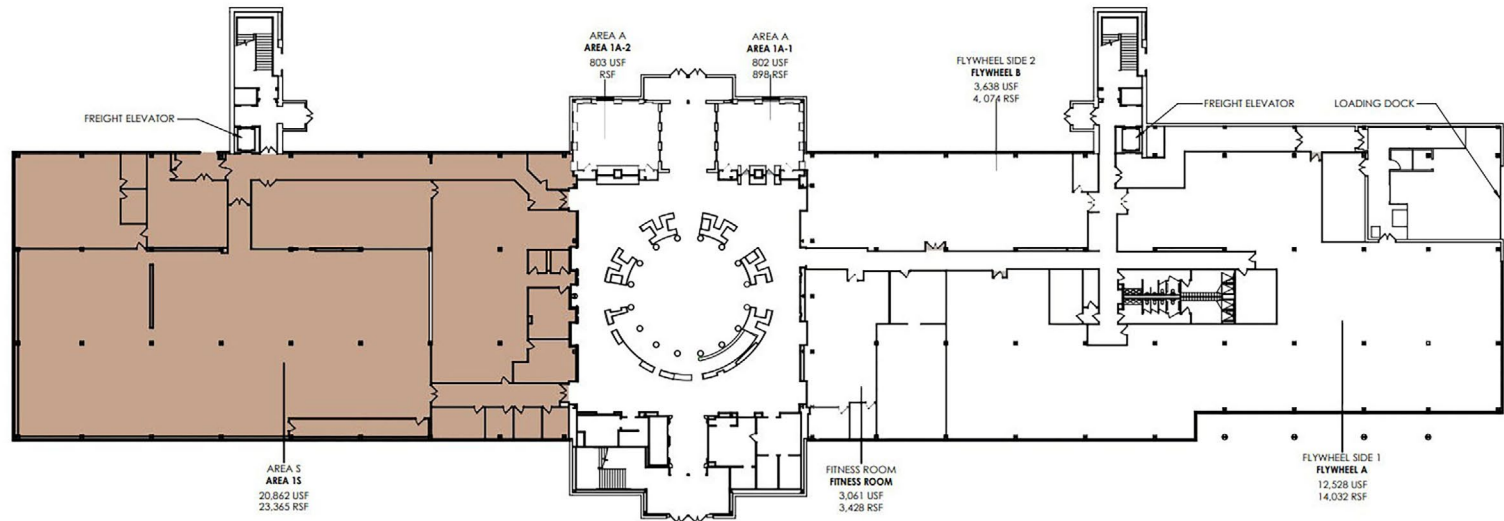 AREA A
AREA 1A-2
803 USF
RSF
AREA A
AREA 1A-1
802 USF
898 RSF
FLYWHEEL SIDE 2
FLYWHEEL B
3,638 USF
4,074 RSF
FREIGHT ELEVATOR
FREIGHT ELEVATOR
LOADING DOCK
AREA S
AREA 1S
20,862 USF
23,365 RSF
FITNESS ROOM
FITNESS ROOM
3,061 USF
3,428 RSF
FLYWHEEL SIDE 1
FLYWHEEL A
12,528 USF
14,032 RSF